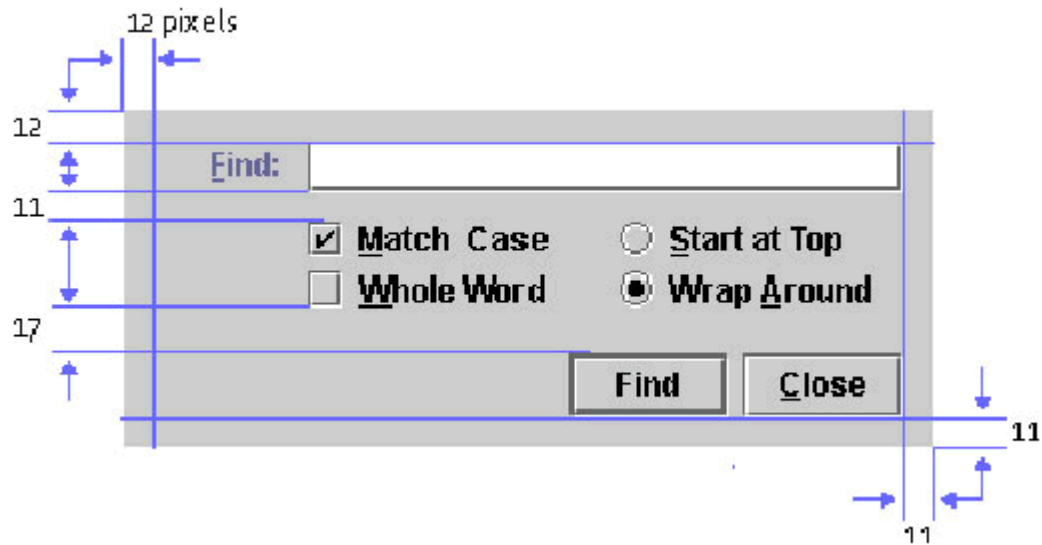 12 pixels
12
Find:
11
Match Case
Start at Top
Whole Word
Wrap Around
17
Find
Close
11
11